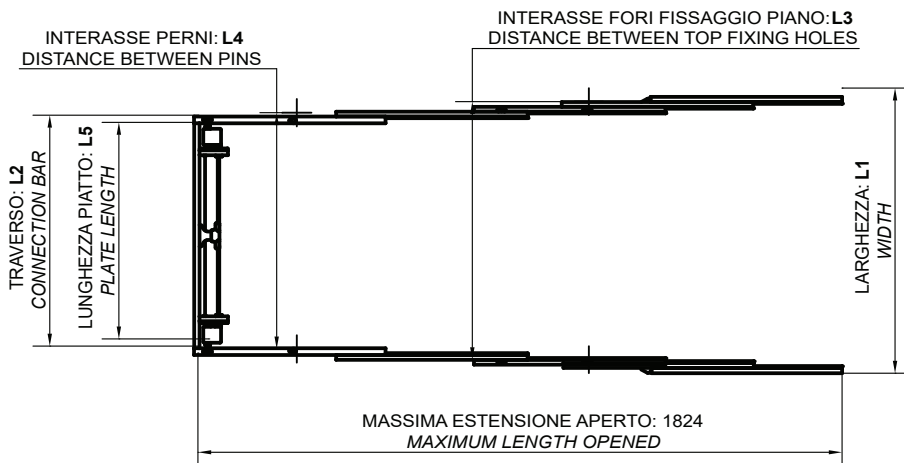 INTERASSE PERNI: L4
DISTANCE BETWEEN PINS
INTERASSE FORI FISSAGGIO PIANO: L3
DISTANCE BETWEEN TOP FIXING HOLES
TRAVERSO: L2
CONNECTION BAR
LUNGHEZZA PIATTO: L5
PLATE LENGTH
LARGHEZZA: L1
WIDTH
MASSIMA ESTENSIONE APERTO: 1824
MAXIMUM LENGTH OPENED